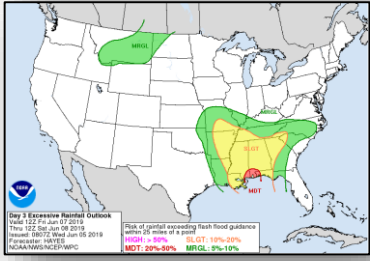 MRGL
MRGL
SLGT
MDT
noaa
Day 3 Excessive Rainfall Outlook
Valid 12Z Fri Jun 07 2019
Thru 12Z Sat Jun 08 2019
Issued: 0807Z Wed Jun 05 2019
Forecaster: HAYES
NOAA/NWS/NCEP/WPC
Risk of rainfall exceeding flash flood guidance
within 25 miles of a point
HIGH: > 50% SLGT: 10%-20%
MDT: 20%-50% MRGL: 5%-10%